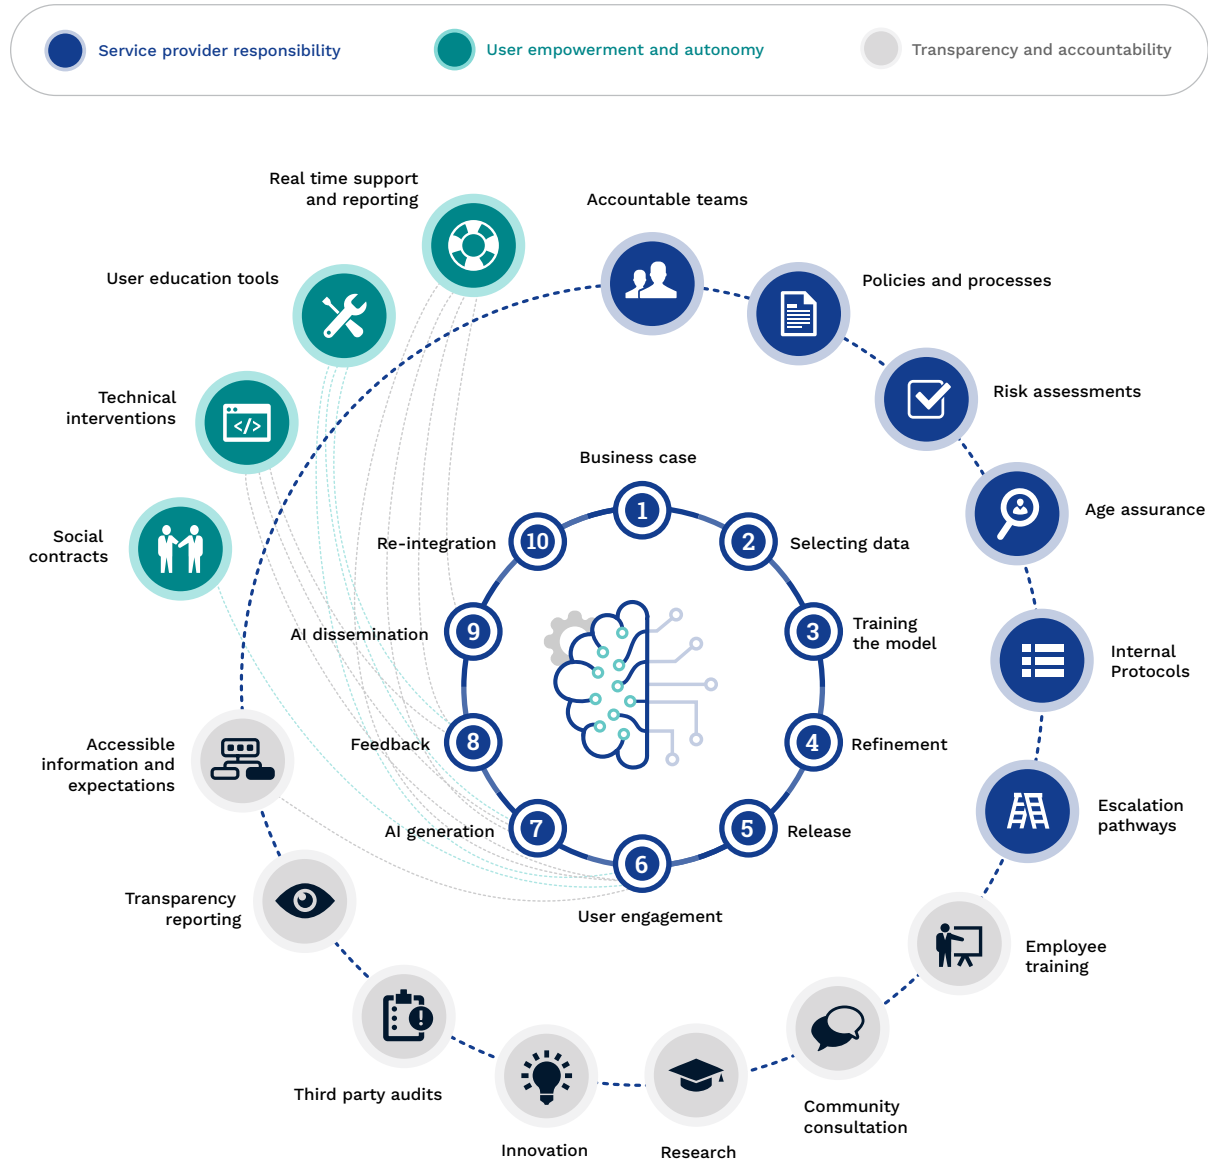 Service provider responsibility
User empowerment and autonomy
Transparency and accountability
Real time support
and reporting
Accountable teams
User education tools
Policies and processes
Technical
interventions
Risk assessments
Social
contracts
Age assurance
Business case
1
Re-integration
10
2
Selecting data
AI dissemination
9
3
Training
the model
Internal
Protocols
Accessible
information and
expectations
Feedback
8
4
Refinement
Escalation
pathways
AI generation
7
5
Release
6
User engagement
Transparency
reporting
Employee
training
Third party audits
Innovation
Research
Community
consultation